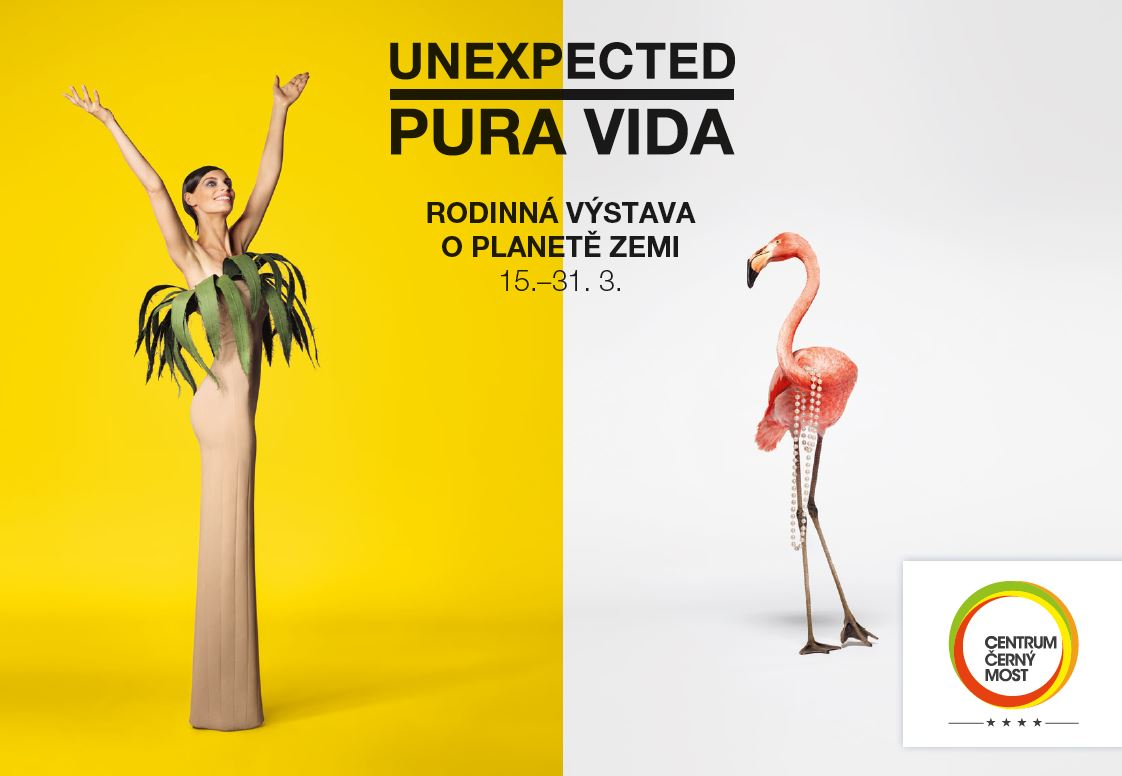 UNEXPECTED
PURA VIDA
RODINNÁ VÝSTAVA
O PLANETĚ ZEMI
15.–31. 3.
CENTRUM
ČERNÝ
MOST